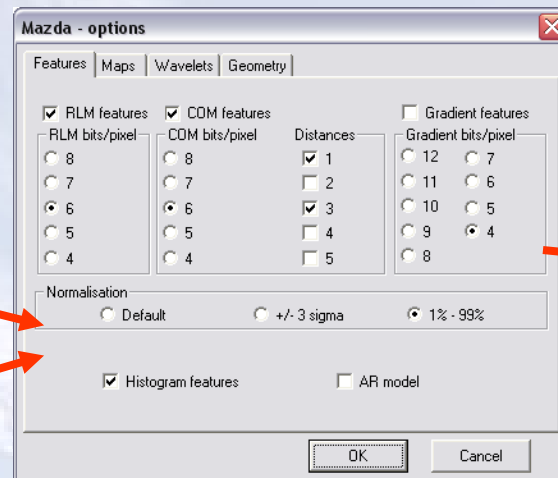 Mazda - options
Features Maps Wavelets Geometry
RLM features COM features Gradient features
RLM bits/pixel COM bits/pixel Distances Gradient bits/pixel
8 8 1 12 7
7 7 2 11 6
6 6 3 10 5
5 5 4 9 4
4 4 5 8
Normalisation
Default +/- 3 sigma 1% - 99%
Histogram features AR model
OK Cancel